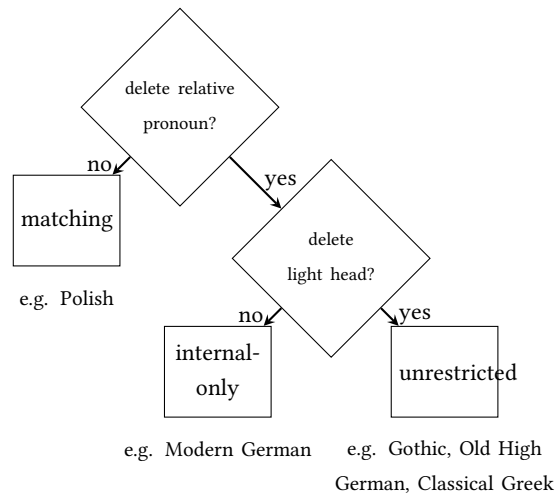 delete relative
pronoun?
no
yes
matching
delete
light head?
e.g. Polish
no
yes
internal-
only
unrestricted
e.g. Modern German
e.g. Gothic, Old High
German, Classical Greek